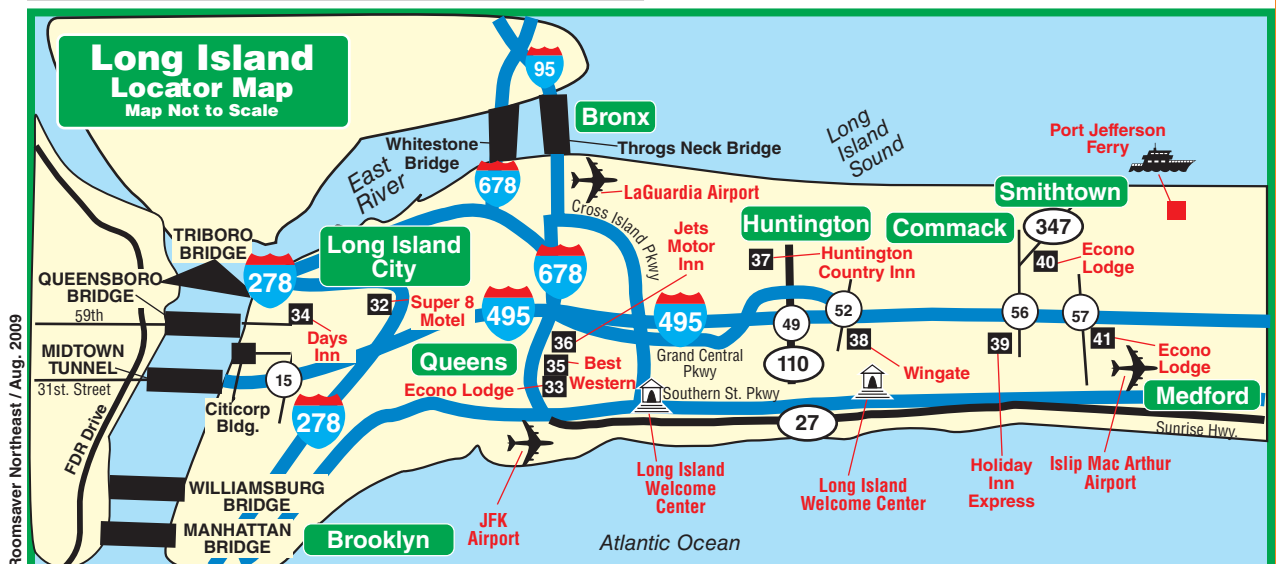 Long Island
Locator Map
Map Not to Scale
95
Bronx
Whitestone
Bridge
Throgs Neck Bridge
Long
Island
Sound
Port Jefferson
Ferry
East
River
678
LaGuardia Airport
Cross Island Pkwy
Smithtown
347
TRIBORO
BRIDGE
Long Island
City
Jets
Motor
Inn
Huntington
Commack
37
Huntington
Country Inn
40
Econo
Lodge
278
678
QUEENSBORO
BRIDGE
59th
34
Days
Inn
32
Super 8
Motel
495
495
52
49
56
57
MIDTOWN
TUNNEL
31st. Street
36
35
Best
Western
33
Econo Lodge
Queens
Grand Central
Pkwy
110
38
Wingate
39
41
Econo
Lodge
15
Citicorp
Bldg.
278
Southern St. Pkwy
Medford
27
Sunrise Hwy.
FDR Drive
WILLIAMSBURG
BRIDGE
MANHATTAN
BRIDGE
Brooklyn
JFK
Airport
Long Island
Welcome
Center
Long Island
Welcome Center
Holiday
Inn
Express
Islip Mac Arthur
Airport
Atlantic Ocean
Roomsaver Northeast / Aug. 2009